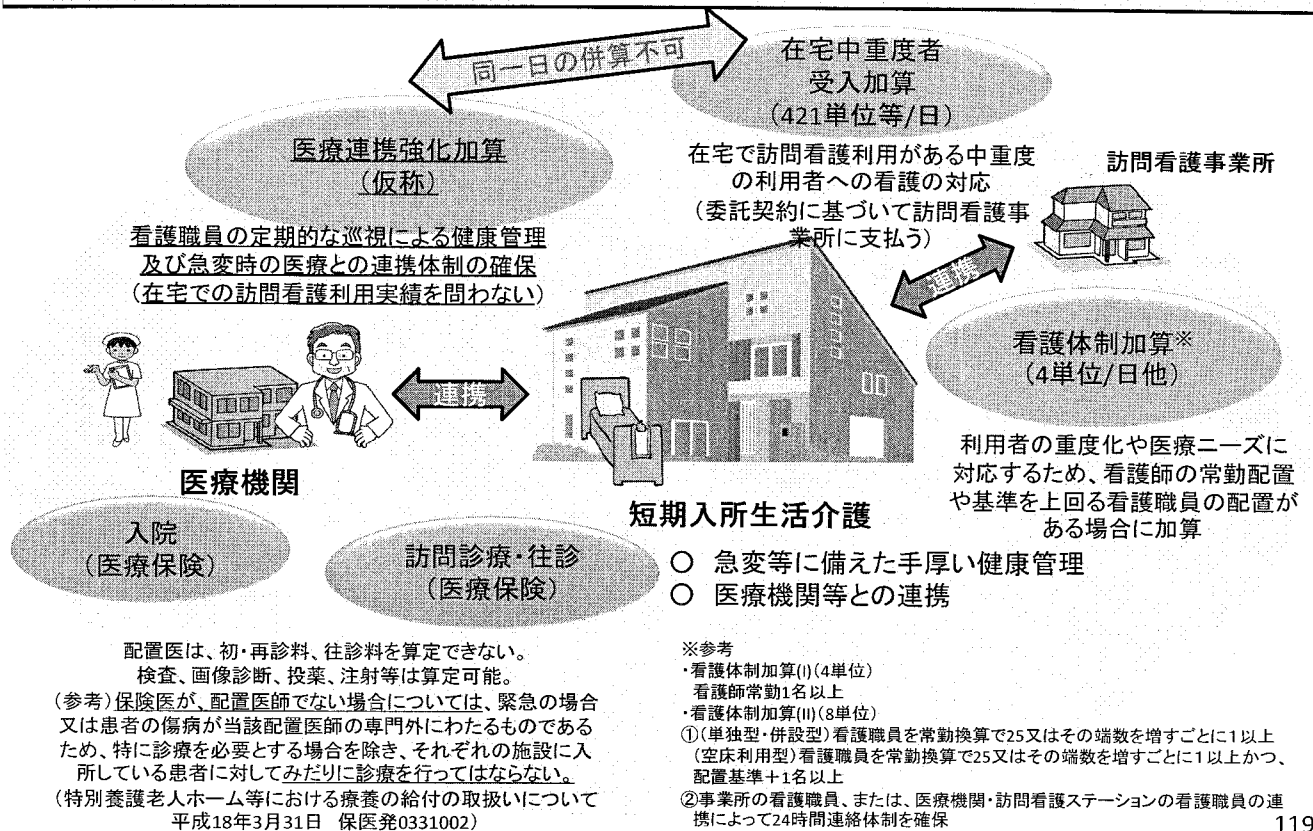 同一日の併算不可
在宅中重度者
受入加算
(421単位等/日)
医療連携強化加算
(仮称)
在宅で訪問看護利用がある中重度
の利用者への看護の対応
(委託契約に基づいて訪問看護事
業所に支払う)
訪問看護事業所
看護職員の定期的な巡視による健康管理
及び急変時の医療との連携体制の確保
(在宅での訪問看護利用実績を問わない)
連携
看護体制加算※
(4単位/日他)
連携
利用者の重度化や医療ニーズに
対応するため、看護師の常勤配置
や基準を上回る看護職員の配置が
ある場合に加算
医療機関
短期入所生活介護
入院
(医療保険)
訪問診療・往診
(医療保険)
○ 急変等に備えた手厚い健康管理
○ 医療機関等との連携
配置医は、初・再診料、往診料を算定できない。
検査、画像診断、投薬、注射等は算定可能。
(参考)保険医が、配置医師でない場合については、緊急の場合
又は患者の傷病が当該配置医師の専門外にわたるものである
ため、特に診療を必要とする場合を除き、それぞれの施設に入
所している患者に対してみだりに診療を行ってはならない。
(特別養護老人ホーム等における療養の給付の取扱いについて
平成18年3月31日 保医発0331002)
※参考
・看護体制加算(I)(4単位)
看護師常勤1名以上
・看護体制加算(II)(8単位)
①(単独型・併設型)看護職員を常勤換算で25又はその端数を増すごとに1以上
(空床利用型)看護職員を常勤換算で25又はその端数を増すごとに1以上かつ、
配置基準+1名以上
②事業所の看護職員、または、医療機関・訪問看護ステーションの看護職員の連
携によって24時間連絡体制を確保
119